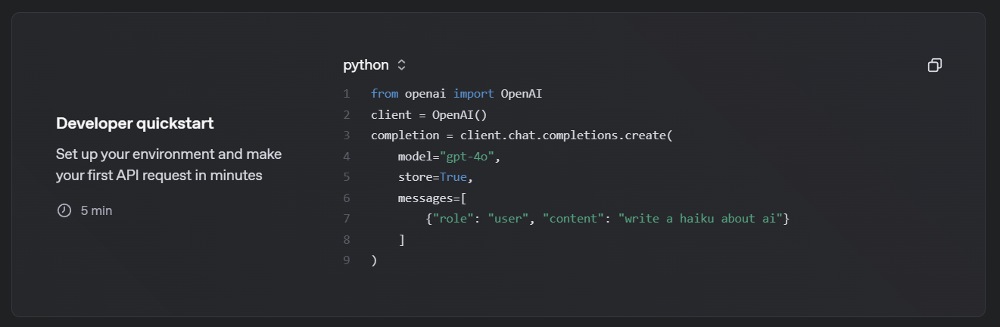 Developer quickstart
Set up your environment and make
your first API request in minutes
5 min
python
1 from openai import OpenAI
2 client = OpenAI()
3 completion = client.chat.completions.create(
4     model="gpt-4o",
5     store=True,
6     messages=[
7         {"role": "user", "content": "write a haiku about ai"}
8     ]
9 )